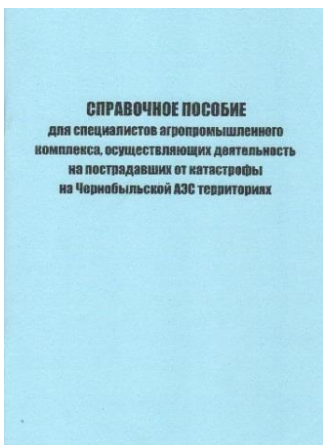 СПРАВОЧНОЕ ПОСОБИЕ
для специалистов агропромышленного
комплекса, осуществляющих деятельность
на пострадавших от катастрофы
на Чернобыльской АЭС территориях